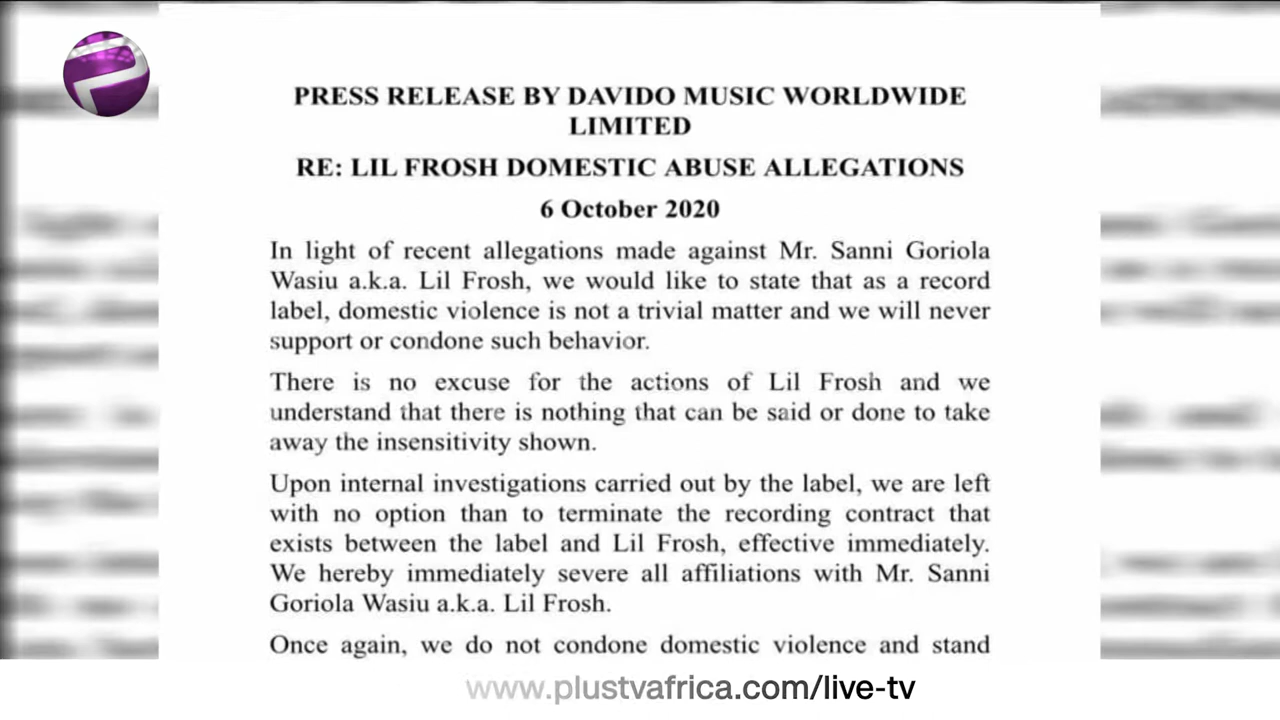 PRESS RELEASE BY DAVIDO MUSIC WORLDWIDE
LIMITED
RE: LIL FROSH DOMESTIC ABUSE ALLEGATIONS
6 October 2020
In light of recent allegations made against Mr. Sanni Goriola
Wasiu a.k.a. Lil Frosh, we would like to state that as a record
label, domestic violence is not a trivial matter and we will never
support or condone such behavior.
There is no excuse for the actions of Lil Frosh and we
understand that there is nothing that can be said or done to take
away the insensitivity shown.
Upon internal investigations carried out by the label, we are left
with no option than to terminate the recording contract that
exists between the label and Lil Frosh, effective immediately.
We hereby immediately severe all affiliations with Mr. Sanni
Goriola Wasiu a.k.a. Lil Frosh.
Once again, we do not condone domestic violence and stand
www.plustvafrica.com/live-tv